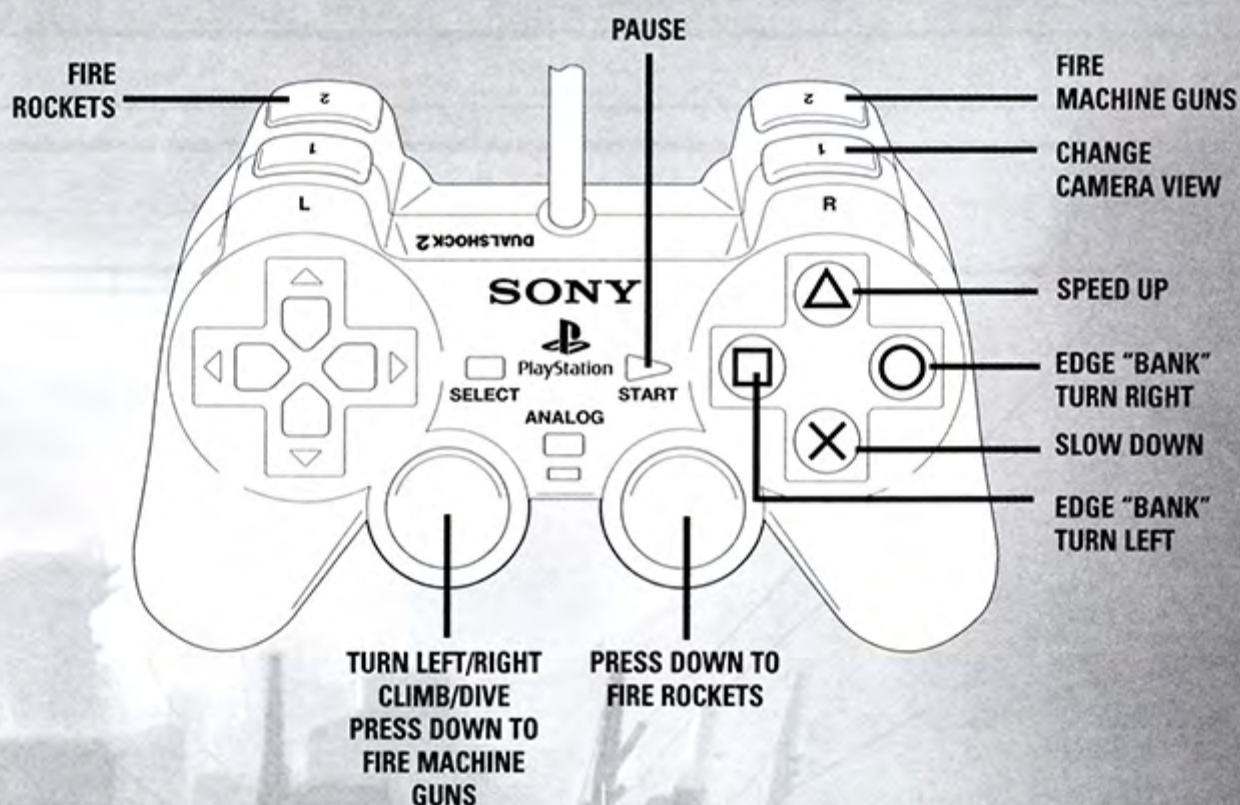 PAUSE
FIRE
ROCKETS
FIRE
MACHINE GUNS
CHANGE
CAMERA VIEW
2
1
L
2
1
R
DUALSHOCK 2
SONY
PlayStation
SELECT
START
ANALOG
SPEED UP
EDGE “BANK”
TURN RIGHT
SLOW DOWN
EDGE “BANK”
TURN LEFT
TURN LEFT/RIGHT
CLIMB/DIVE
PRESS DOWN TO
FIRE MACHINE
GUNS
PRESS DOWN TO
FIRE ROCKETS